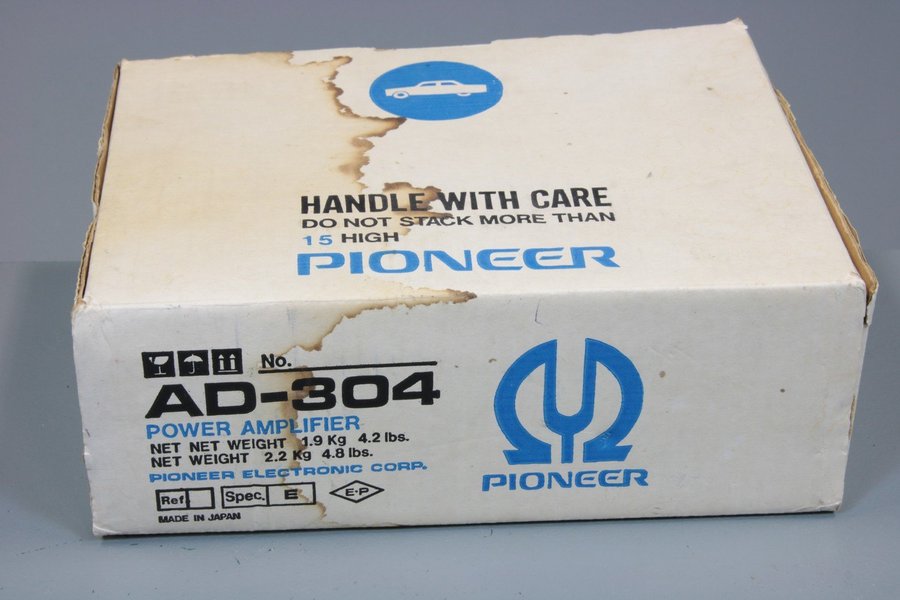 HANDLE WITH CARE
DO NOT STACK MORE THAN
15 HIGH
PIONEER
No.
AD-304
POWER AMPLIFIER
NET NET WEIGHT 1.9 Kg 4.2 lbs.
NET WEIGHT 2.2 Kg 4.8 lbs.
PIONEER ELECTRONIC CORP.
Ref. Spec. E E-P
MADE IN JAPAN
PIONEER